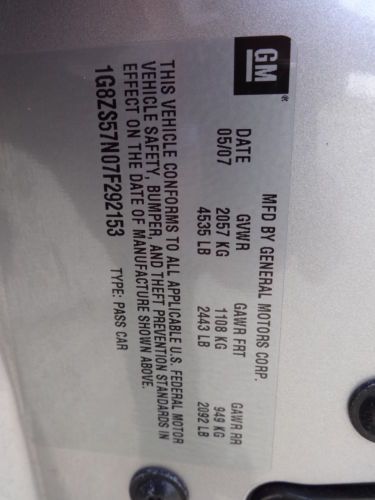 GM
MFD BY GENERAL MOTORS CORP.
DATE GVWR GAWR FRT GAWR RR
05/07 2057 KG 1108 KG 949 KG
4535 LB 2443 LB 2092 LB
THIS VEHICLE CONFORMS TO ALL APPLICABLE U.S. FEDERAL MOTOR
VEHICLE SAFETY, BUMPER, AND THEFT PREVENTION STANDARDS IN
EFFECT ON THE DATE OF MANUFACTURE SHOWN ABOVE.
1G8ZS57N07F292153 TYPE: PASS CAR